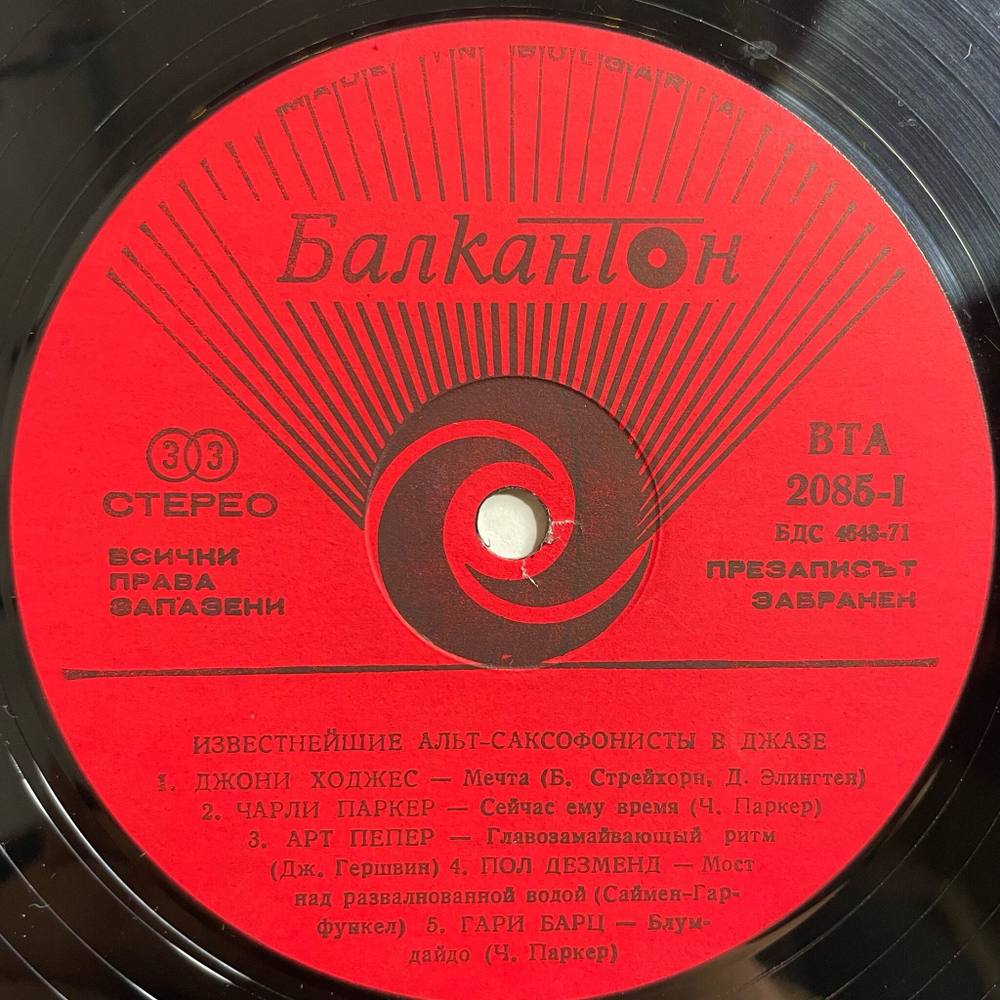 MADE IN BULGARIA
Балкантон
33
СТЕРЕО
ВСИЧКИ
ПРАВА
ЗАПАЗЕНИ
ВТА
2085-I
БДС 4648-71
ПРЕЗАПИСЪТ
ЗАБРАНЕН
ИЗВЕСТНЕЙШИЕ АЛЬТ-САКСОФОНИСТЫ В ДЖАЗЕ
1. ДЖОНИ ХОДЖЕС — Мечта (Б. Стрейхорн, Д. Элингтен)
2. ЧАРЛИ ПАРКЕР — Сейчас ему время (Ч. Паркер)
3. АРТ ПЕПЕР — Главозамайвающый ритм
(Дж. Гершвин) 4. ПОЛ ДЕЗМЕНД — Мост
над развалнованной водой (Саймен-Гар-
функел) 5. ГАРИ БАРЦ — Блум-
дайдо (Ч. Паркер)